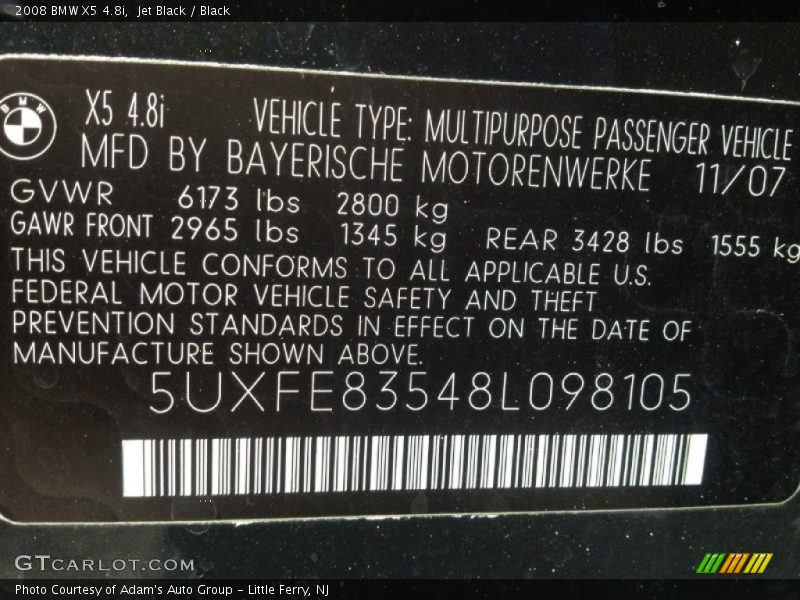 2008 BMW X5 4.8i,  Jet Black / Black
BMW
X5 4.8i VEHICLE TYPE: MULTIPURPOSE PASSENGER VEHICLE
MFD BY BAYERISCHE MOTORENWERKE 11/07
GVWR 6173 lbs 2800 kg
GAWR FRONT 2965 lbs 1345 kg REAR 3428 lbs 1555 kg
THIS VEHICLE CONFORMS TO ALL APPLICABLE U.S.
FEDERAL MOTOR VEHICLE SAFETY AND THEFT
PREVENTION STANDARDS IN EFFECT ON THE DATE OF
MANUFACTURE SHOWN ABOVE.
5UXFE83548L098105
GTCARLOT.COM
Photo Courtesy of Adam's Auto Group - Little Ferry, NJ